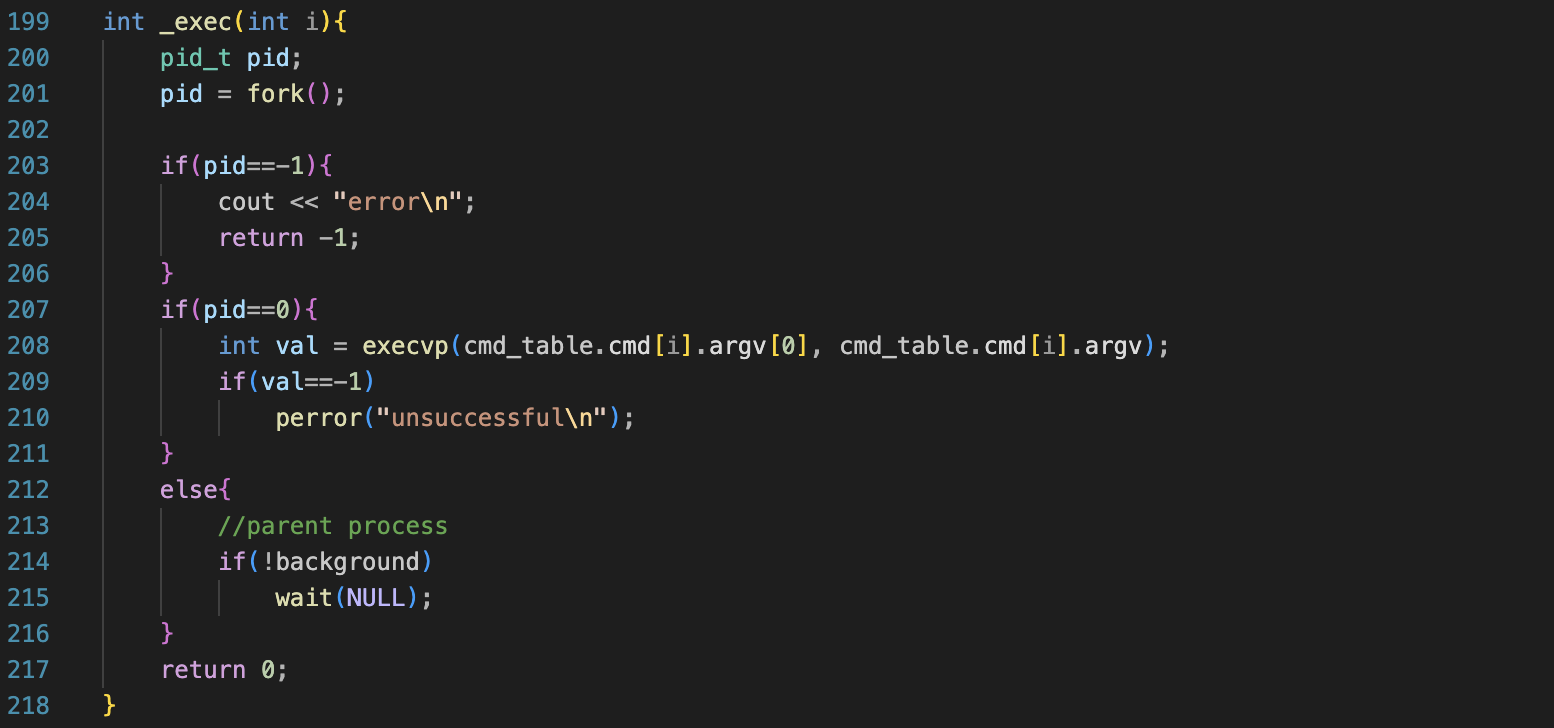 199 int _exec(int i){
200 pid_t pid;
201 pid = fork();
202
203 if(pid==-1){
204 cout << "error\n";
205 return -1;
206 }
207 if(pid==0){
208 int val = execvp(cmd_table.cmd[i].argv[0], cmd_table.cmd[i].argv);
209 if(val==-1)
210 perror("unsuccessful\n");
211 }
212 else{
213 //parent process
214 if(!background)
215 wait(NULL);
216 }
217 return 0;
218 }